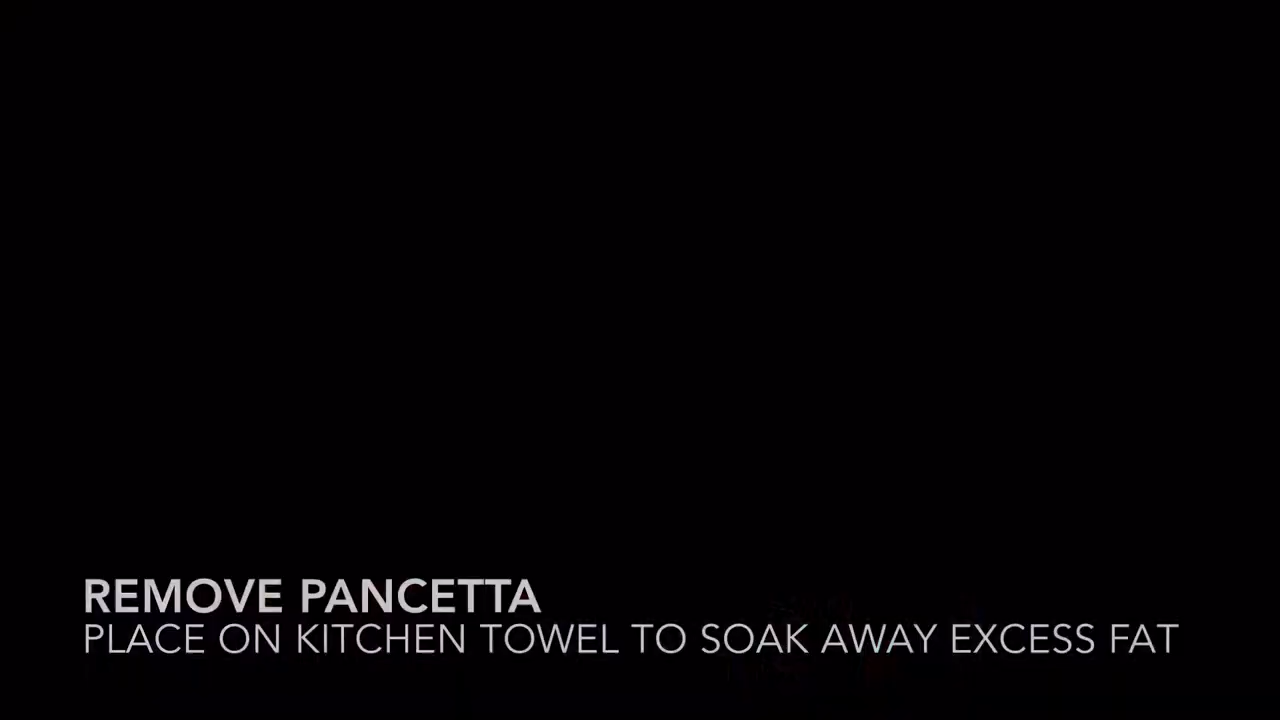 REMOVE PANCETTA
PLACE ON KITCHEN TOWEL TO SOAK AWAY EXCESS FAT